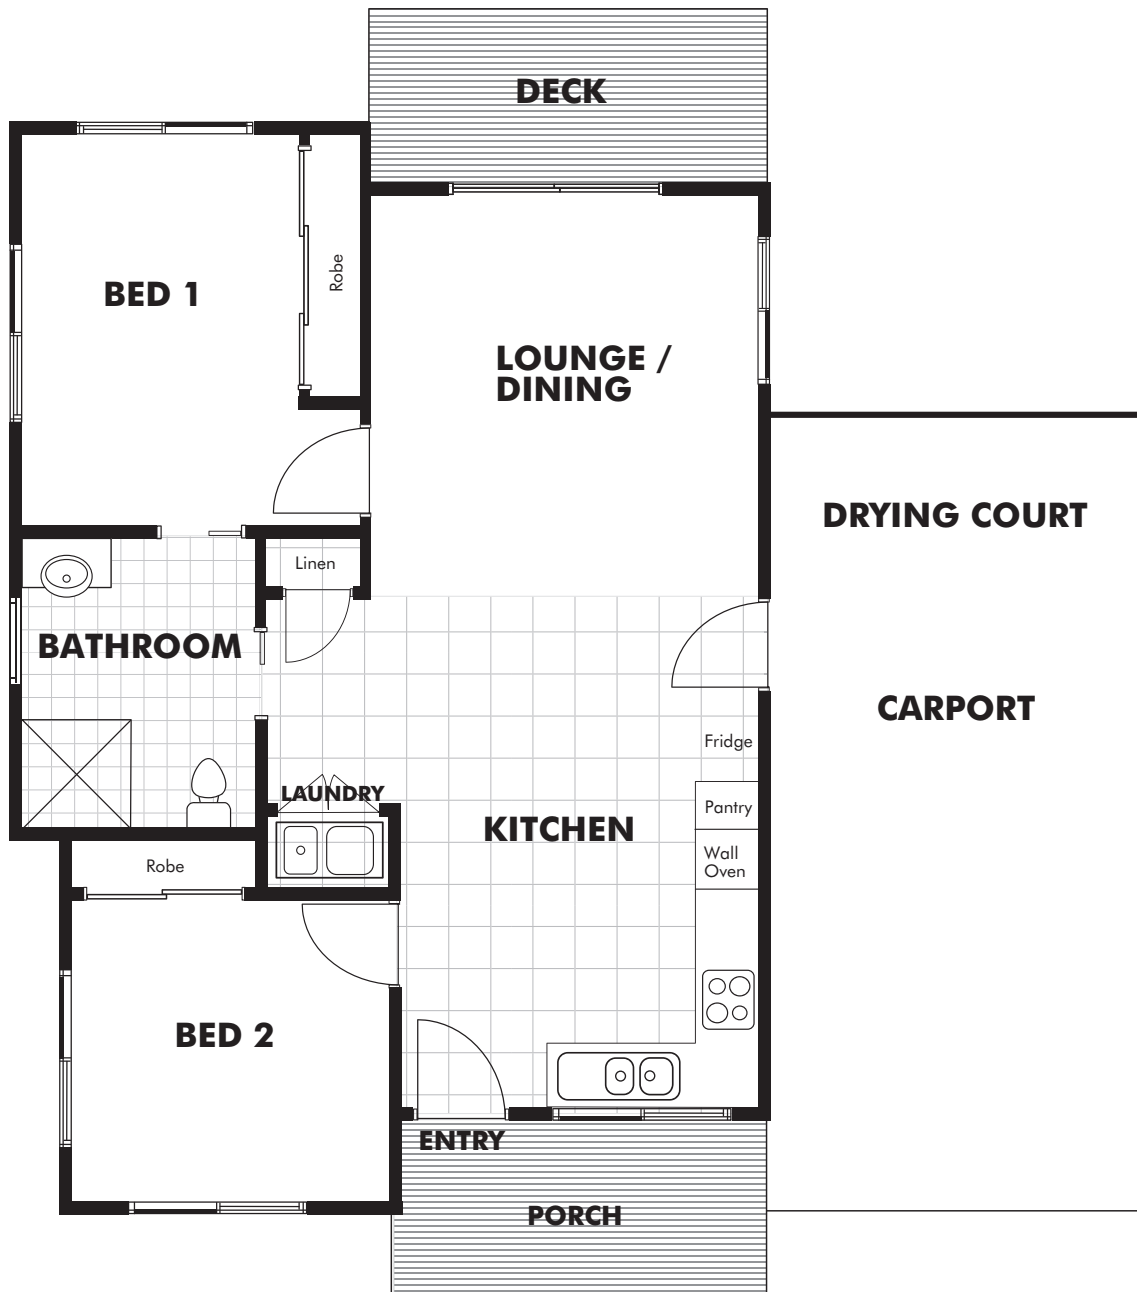 DECK
Robe
BED 1
LOUNGE /
DINING
DRYING COURT
Linen
BATHROOM
CARPORT
Fridge
LAUNDRY
Pantry
KITCHEN
Wall
Oven
Robe
BED 2
ENTRY
PORCH